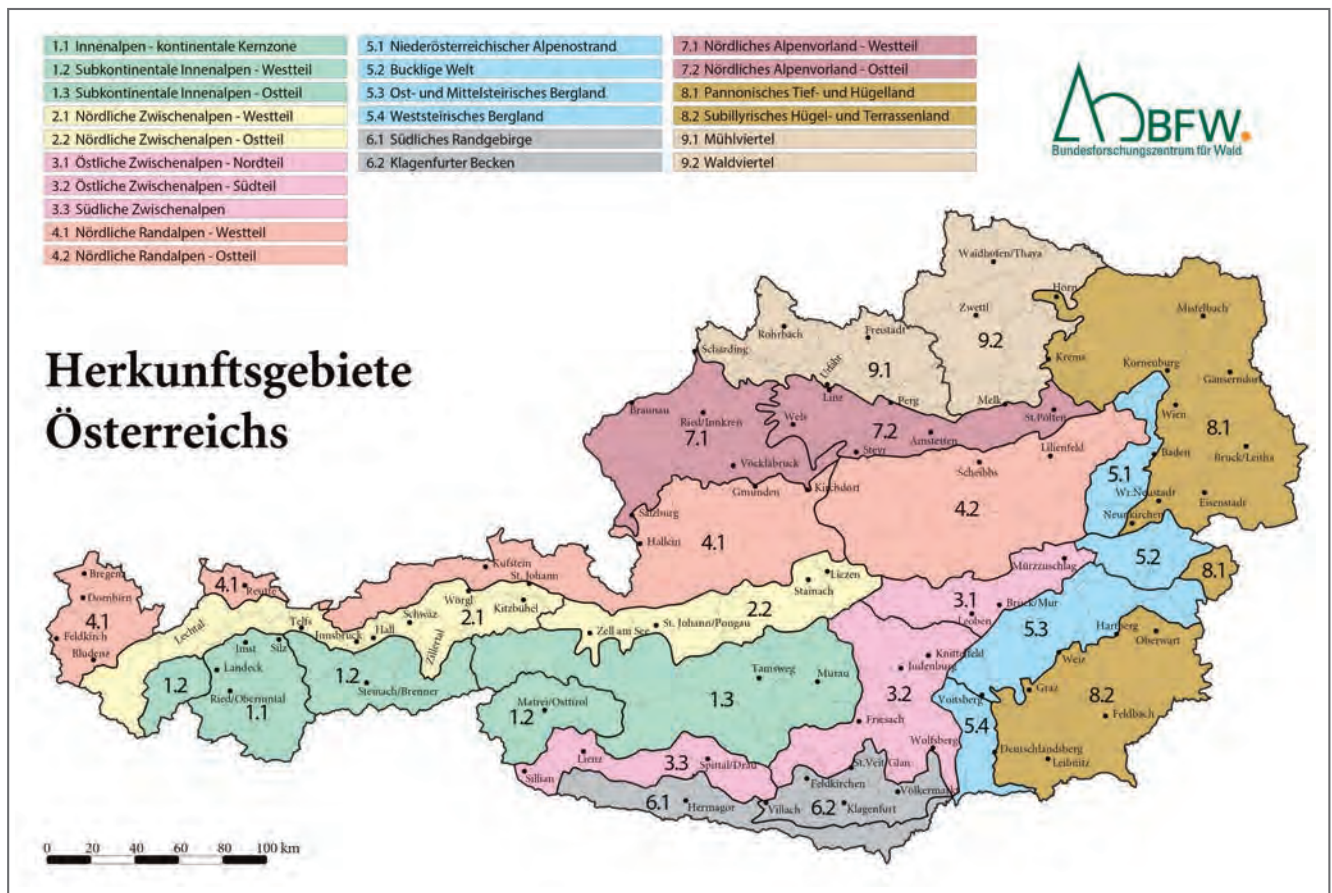 1.1 Innenalpen - kontinentale Kernzone
1.2 Subkontinentale Innenalpen - Westteil
1.3 Subkontinentale Innenalpen - Ostteil
2.1 Nördliche Zwischenalpen - Westteil
2.2 Nördliche Zwischenalpen - Ostteil
3.1 Östliche Zwischenalpen - Nordteil
3.2 Östliche Zwischenalpen - Südteil
3.3 Südliche Zwischenalpen
4.1 Nördliche Randalpen - Westteil
4.2 Nördliche Randalpen - Ostteil
5.1 Niederösterreichischer Alpenostrand
5.2 Bucklige Welt
5.3 Ost- und Mittelsteirisches Bergland
5.4 Weststeirisches Bergland
6.1 Südliches Randgebirge
6.2 Klagenfurter Becken
7.1 Nördliches Alpenvorland - Westteil
7.2 Nördliches Alpenvorland - Ostteil
8.1 Pannonisches Tief- und Hügelland
8.2 Subillyrisches Hügel- und Terrassenland
9.1 Mühlviertel
9.2 Waldviertel
BFW.
Bundesforschungszentrum für Wald
Herkunftsgebiete
Österreichs
Waidhofen/Thaya
Horn
Zwettl
Mistelbach
Rohrbach
Freistadt
9.2
Schärding
Krems
Korneuburg
9.1
Urfahr
Gänserndorf
Linz
Perg
Melk
Braunau
Ried/Innkreis
Wels
St.Pölten
Wien
7.1
7.2
Amstetten
8.1
Steyr
Lilienfeld
Baden
Bruck/Leitha
Vöcklabruck
Scheibbs
5.1
Gmunden
Kirchdorf
Wr.Neustadt
Eisenstadt
4.2
Neunkirchen
Salzburg
4.1
Hallein
5.2
Kufstein
Mürzzuschlag
Bregenz
4.1
St. Johann
Liezen
8.1
Reutte
Stainach
Dornbirn
Wörgl
Kitzbühel
3.1
Bruck/Mur
4.1
Schwaz
2.1
2.2
Leoben
Telfs
St. Johann/Pongau
5.3
Hartberg
Feldkirch
Lechtal
Innsbruck
Hall
Zell am See
Oberwart
Bludenz
Imst
Silz
Zillertal
Knittelfeld
Weiz
Landeck
Judenburg
1.2
1.2
Tamsweg
Murau
Ried/Oberinntal
Steinach/Brenner
1.3
3.2
Voitsberg
Graz
8.2
1.1
1.2
Matrei/Osttirol
Feldbach
Friesach
5.4
Wolfsberg
Deutschlandsberg
Lienz
Leibnitz
3.3
Spittal/Drau
St.Veit/Glan
Sillian
Feldkirchen
Völkermarkt
6.1
Hermagor
Villach
6.2
Klagenfurt
0 20 40 60 80 100 km